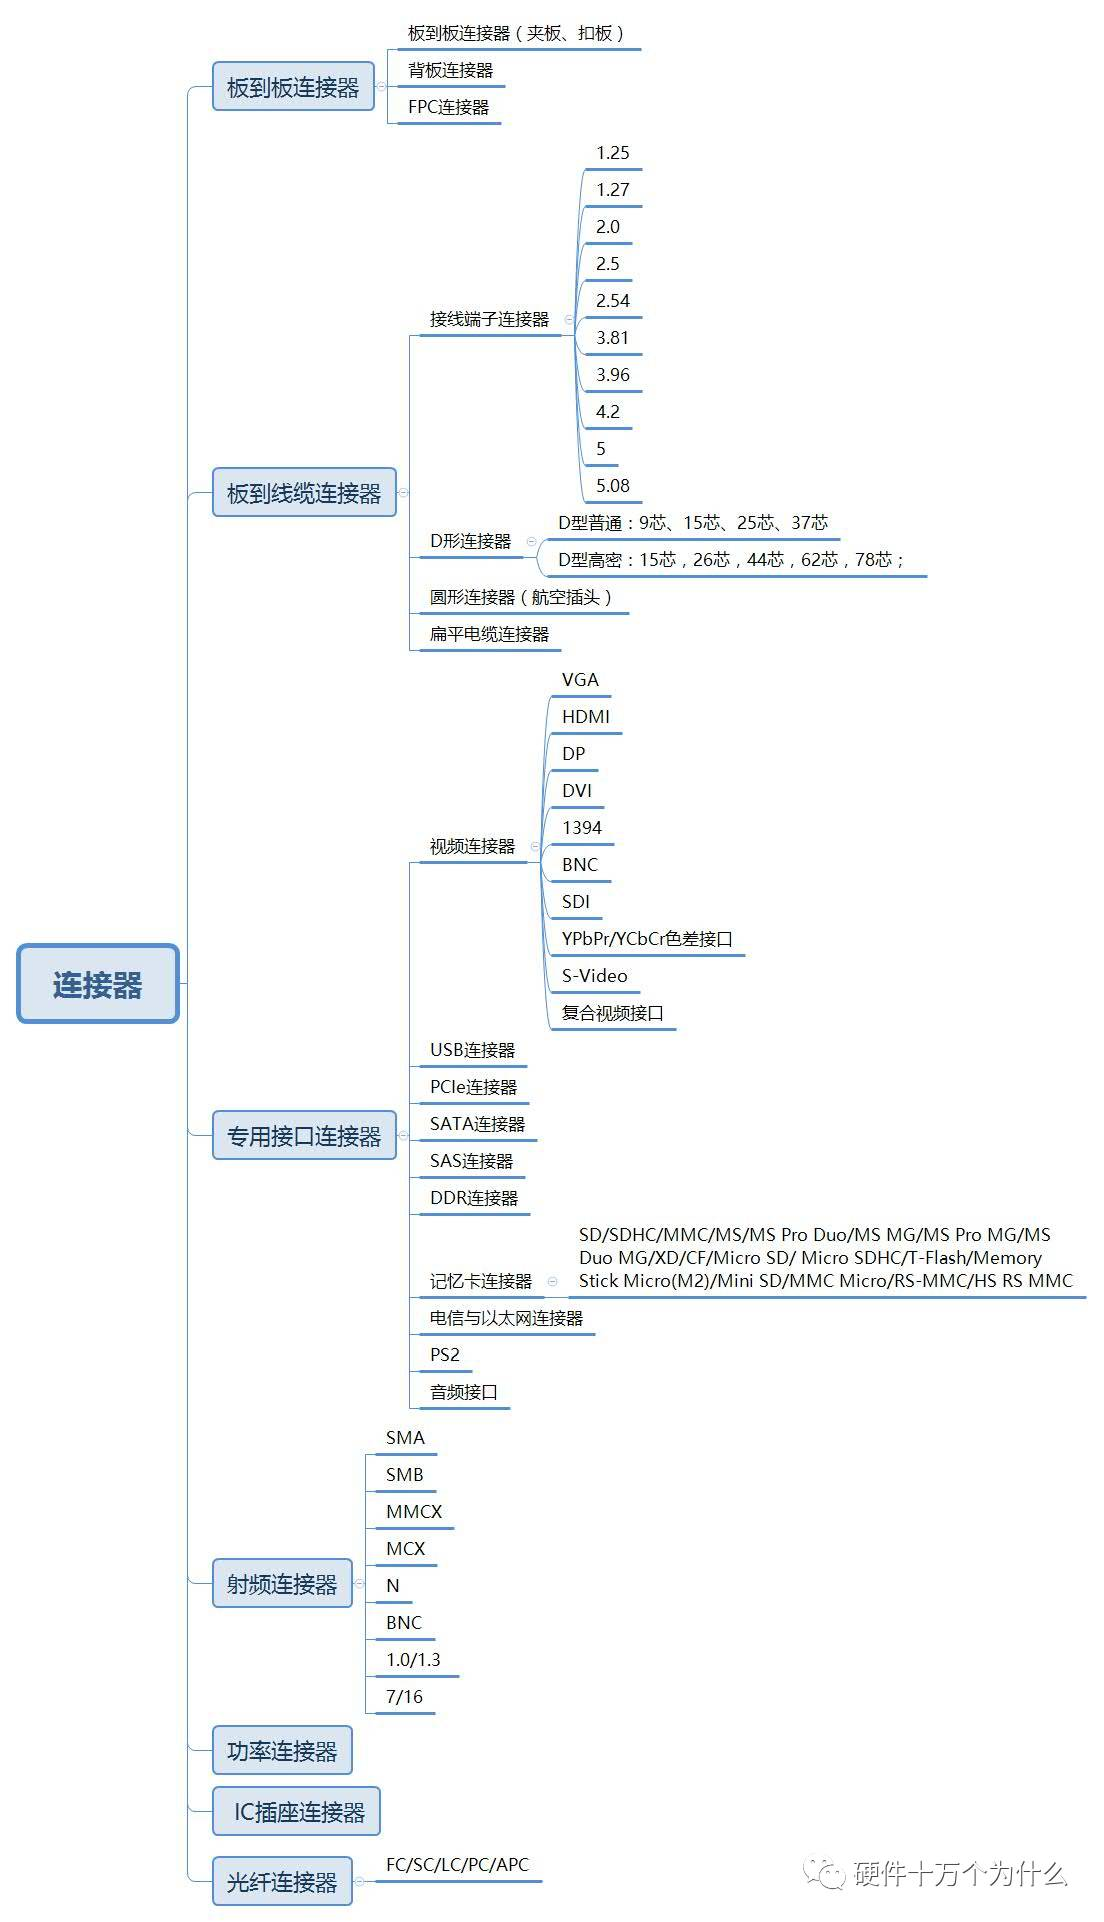 板到板连接器（夹板、扣板）
板到板连接器
背板连接器
FPC连接器
1.25
1.27
2.0
2.5
2.54
接线端子连接器
3.81
3.96
4.2
5
5.08
板到线缆连接器
D型普通：9芯、15芯、25芯、37芯
D形连接器
D型高密：15芯，26芯，44芯，62芯，78芯；
圆形连接器（航空插头）
扁平电缆连接器
VGA
HDMI
DP
DVI
1394
视频连接器
BNC
SDI
YPbPr/YCbCr色差接口
S-Video
复合视频接口
连接器
USB连接器
PCIe连接器
SATA连接器
专用接口连接器
SAS连接器
DDR连接器
SD/SDHC/MMC/MS/MS Pro Duo/MS MG/MS Pro MG/MS
Duo MG/XD/CF/Micro SD/ Micro SDHC/T-Flash/Memory
Stick Micro(M2)/Mini SD/MMC Micro/RS-MMC/HS RS MMC
记忆卡连接器
电信与以太网连接器
PS2
音频接口
SMA
SMB
MMCX
MCX
射频连接器
N
BNC
1.0/1.3
7/16
功率连接器
IC插座连接器
FC/SC/LC/PC/APC
光纤连接器
硬件十万个为什么